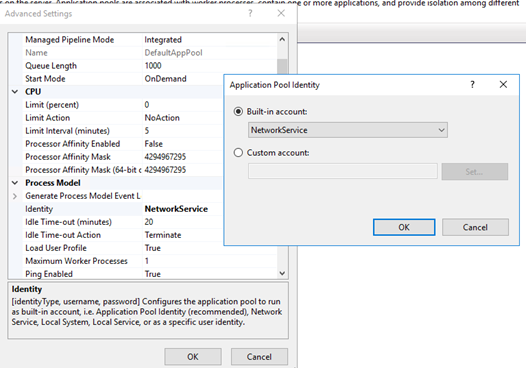 s on the server. Application pools are associated with worker processes, contain one or more applications, and provide isolation among different
Advanced Settings ? ×
Managed Pipeline Mode Integrated
Name DefaultAppPool
Queue Length 1000
Start Mode OnDemand
CPU
Limit (percent) 0
Limit Action NoAction
Limit Interval (minutes) 5
Processor Affinity Enabled False
Processor Affinity Mask 4294967295
Processor Affinity Mask (64-bit o 4294967295
Process Model
Generate Process Model Event L
Identity NetworkService
Idle Time-out (minutes) 20
Idle Time-out Action Terminate
Load User Profile True
Maximum Worker Processes 1
Ping Enabled True
Identity
[identityType, username, password] Configures the application pool to run
as built-in account, i.e. Application Pool Identity (recommended), Network
Service, Local System, Local Service, or as a specific user identity.
OK Cancel
Application Pool Identity ? ×
Built-in account:
NetworkService
Custom account:
Set...
OK Cancel